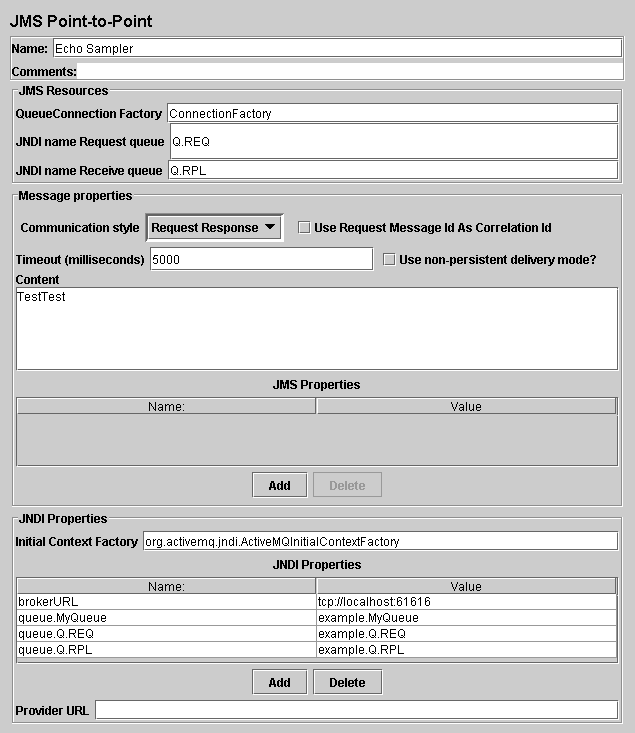 JMS Point-to-Point
Name: Echo Sampler
Comments:
JMS Resources
QueueConnection Factory ConnectionFactory
JNDI name Request queue Q.REQ
JNDI name Receive queue Q.RPL
Message properties
Communication style Request Response Use Request Message Id As Correlation Id
Timeout (milliseconds) 5000 Use non-persistent delivery mode?
Content
TestTest
JMS Properties
Name: Value
Add Delete
JNDI Properties
Initial Context Factory org.activemq.jndi.ActiveMQInitialContextFactory
JNDI Properties
Name: Value
brokerURL tcp://localhost:61616
queue.MyQueue example.MyQueue
queue.Q.REQ example.Q.REQ
queue.Q.RPL example.Q.RPL
Add Delete
Provider URL